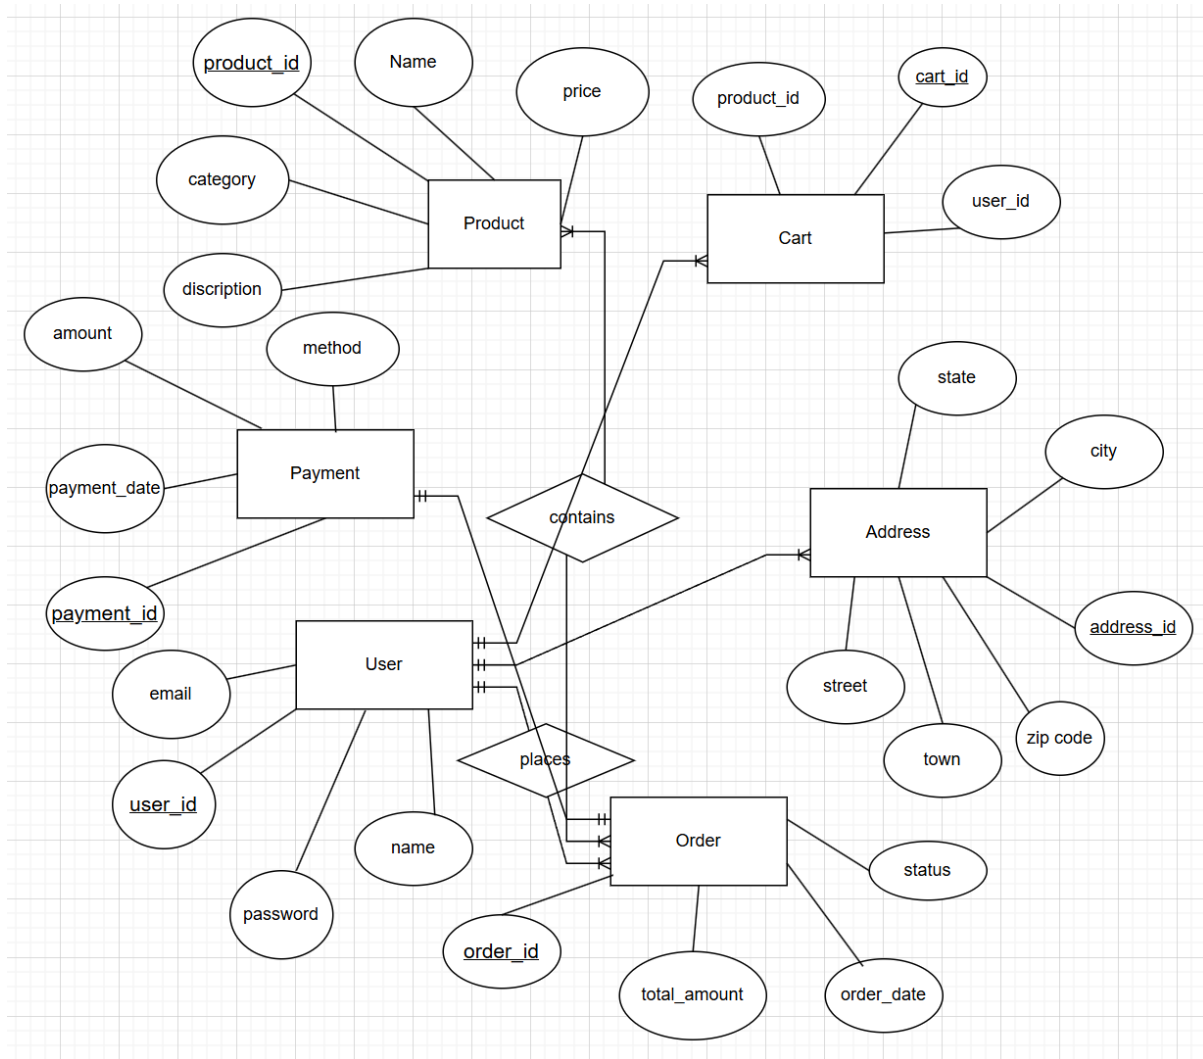 product_id
Name
price
product_id
cart_id
category
Product
Cart
user_id
discription
amount
method
state
city
Payment
payment_date
contains
Address
payment_id
address_id
User
email
street
zip code
town
places
user_id
name
Order
status
password
order_id
total_amount
order_date